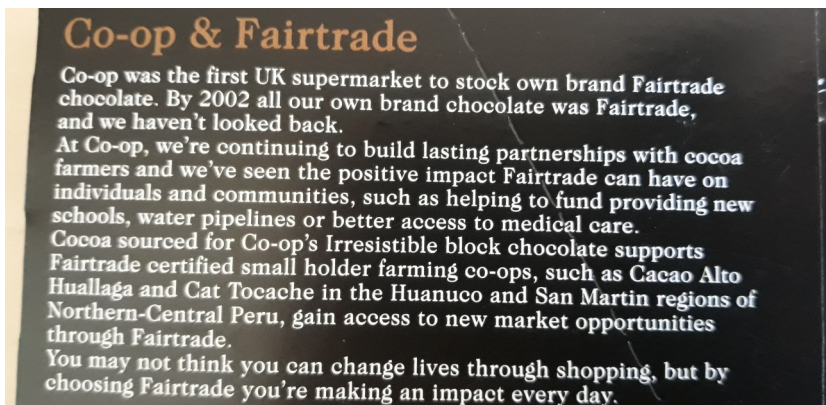 Co-op & Fairtrade
Co-op was the first UK supermarket to stock own brand Fairtrade
chocolate. By 2002 all our own brand chocolate was Fairtrade,
and we haven't looked back.
At Co-op, we're continuing to build lasting partnerships with cocoa
farmers and we've seen the positive impact Fairtrade can have on
individuals and communities, such as helping to fund providing new
schools, water pipelines or better access to medical care.
Cocoa sourced for Co-op's Irresistible block chocolate supports
Fairtrade certified small holder farming co-ops, such as Cacao Alto
Huallaga and Cat Tocache in the Huanuco and San Martin regions of
Northern-Central Peru, gain access to new market opportunities
through Fairtrade.
You may not think you can change lives through shopping, but by
choosing Fairtrade you're making an impact every day.